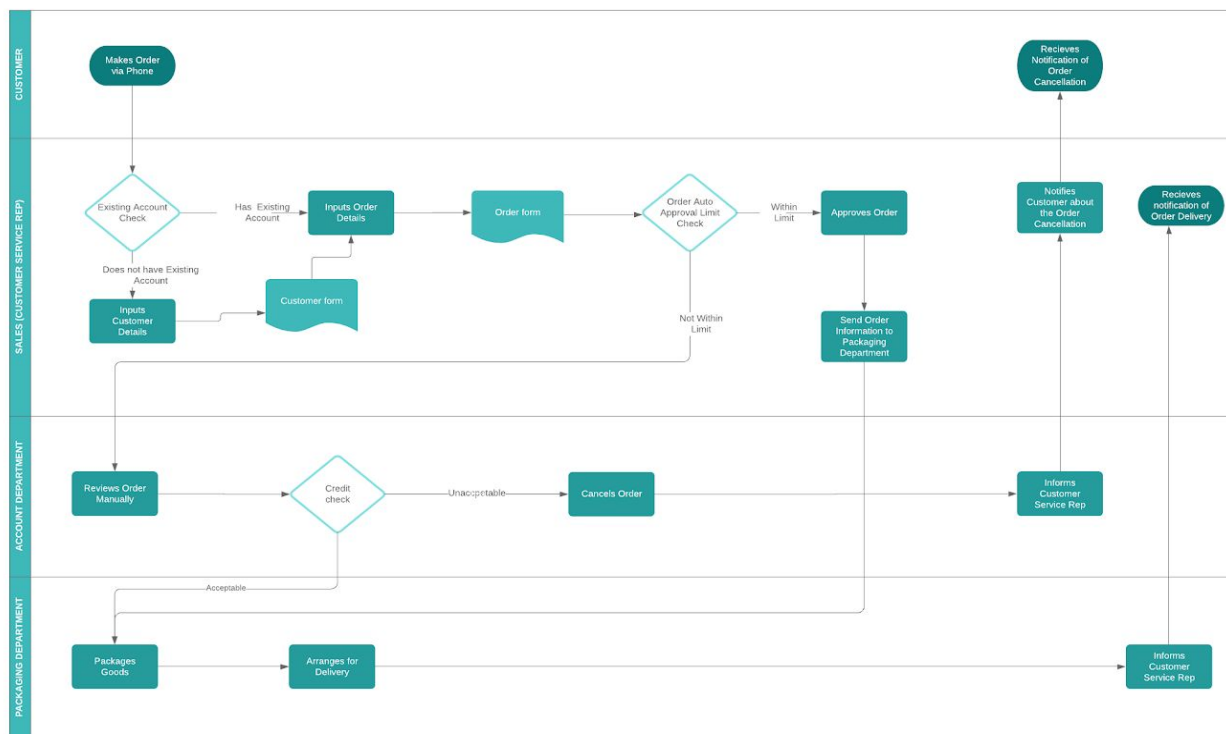 CUSTOMER
Makes Order
via Phone
Recieves
Notification of
Order
Cancellation
SALES (CUSTOMER SERVICE REP)
Existing Account
Check
Has Existing
Account
Inputs Order
Details
Order form
Order Auto
Approval Limit
Check
Within
Limit
Approves Order
Notifies
Customer about
the Order
Cancellation
Recieves
notification of
Order Delivery
Does not have Existing
Account
Inputs
Customer
Details
Customer form
Not Within
Limit
Send Order
Information to
Packaging
Department
ACCOUNT DEPARTMENT
Reviews Order
Manually
Credit
check
Unaccpetable
Cancels Order
Informs
Customer
Service Rep
PACKAGING DEPARTMENT
Acceptable
Packages
Goods
Arranges for
Delivery
Informs
Customer
Service Rep